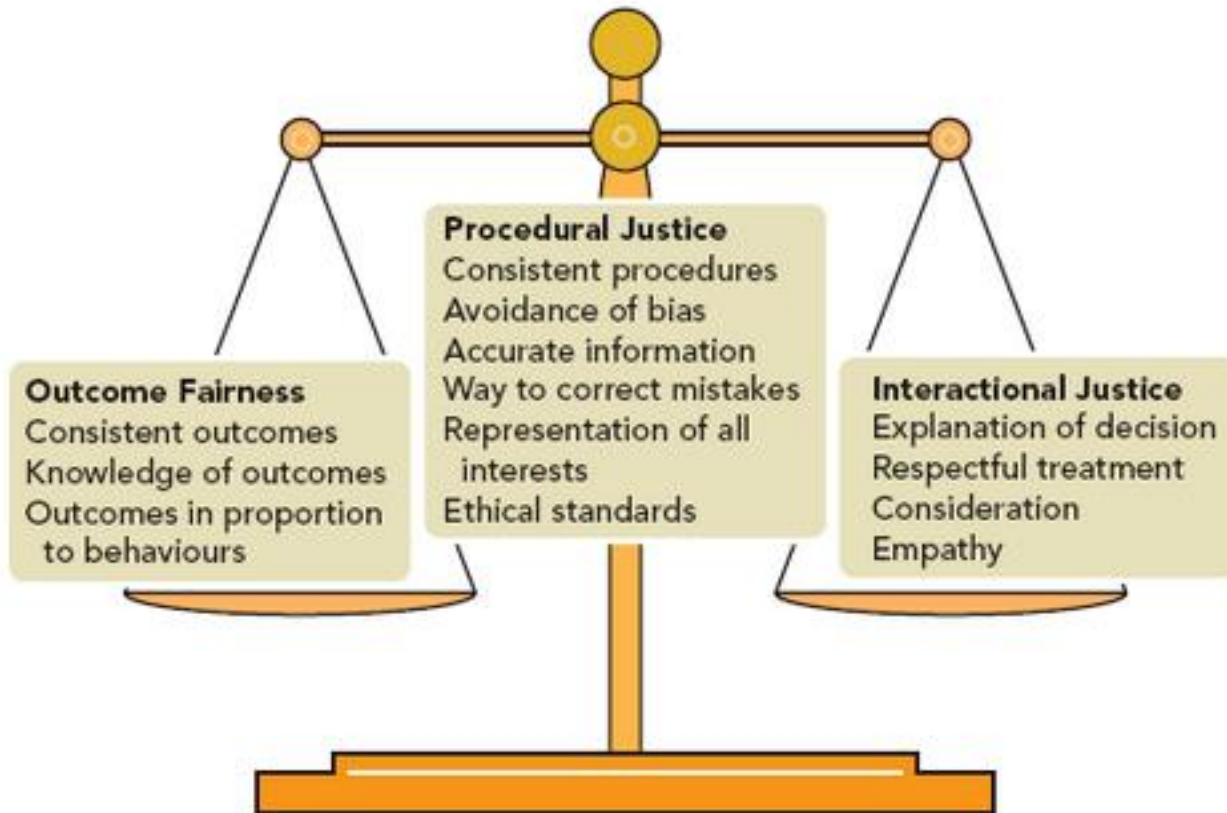 Outcome Fairness
Consistent outcomes
Knowledge of outcomes
Outcomes in proportion
to behaviours
Procedural Justice
Consistent procedures
Avoidance of bias
Accurate information
Way to correct mistakes
Representation of all
interests
Ethical standards
Interactional Justice
Explanation of decision
Respectful treatment
Consideration
Empathy